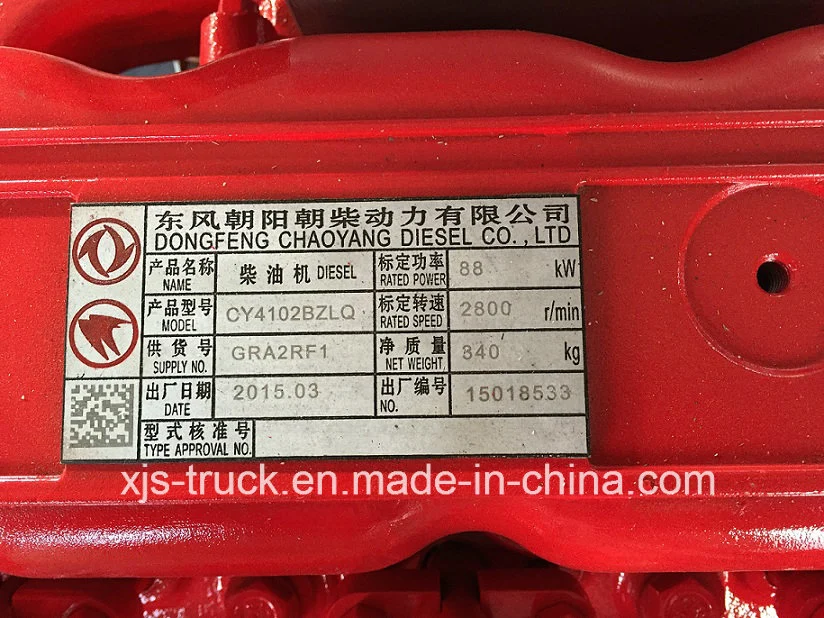 东风朝阳朝柴动力有限公司
DONGFENG CHAOYANG DIESEL CO., LTD
产品名称 柴油机 DIESEL 标定功率 88 kW
NAME RATED POWER
产品型号 CY4102BZLQ 标定转速 2800 r/min
MODEL RATED SPEED
供货号 GRA2RF1 净质量 340 kg
SUPPLY NO. NET WEIGHT
出厂日期 2015.03 出厂编号 15018533
DATE NO.
型式核准号
TYPE APPROVAL NO.
xjs-truck.en.made-in-china.com